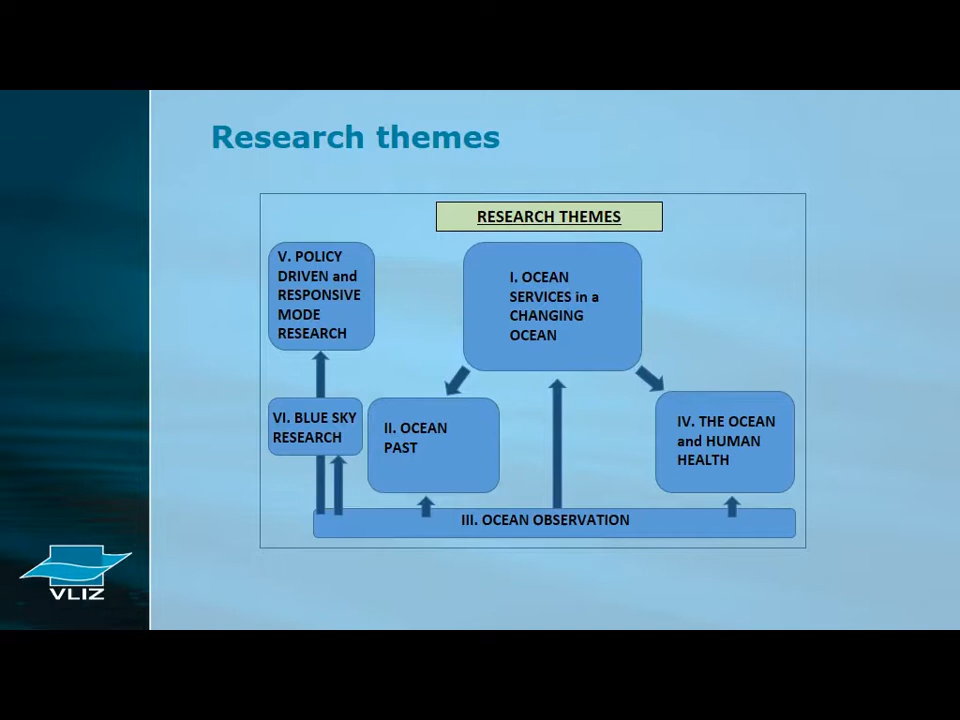 Research themes
RESEARCH THEMES
V. POLICY
DRIVEN and
RESPONSIVE
MODE
RESEARCH
I. OCEAN
SERVICES in a
CHANGING
OCEAN
VI. BLUE SKY
RESEARCH
II. OCEAN
PAST
IV. THE OCEAN
and HUMAN
HEALTH
III. OCEAN OBSERVATION
VLIZ